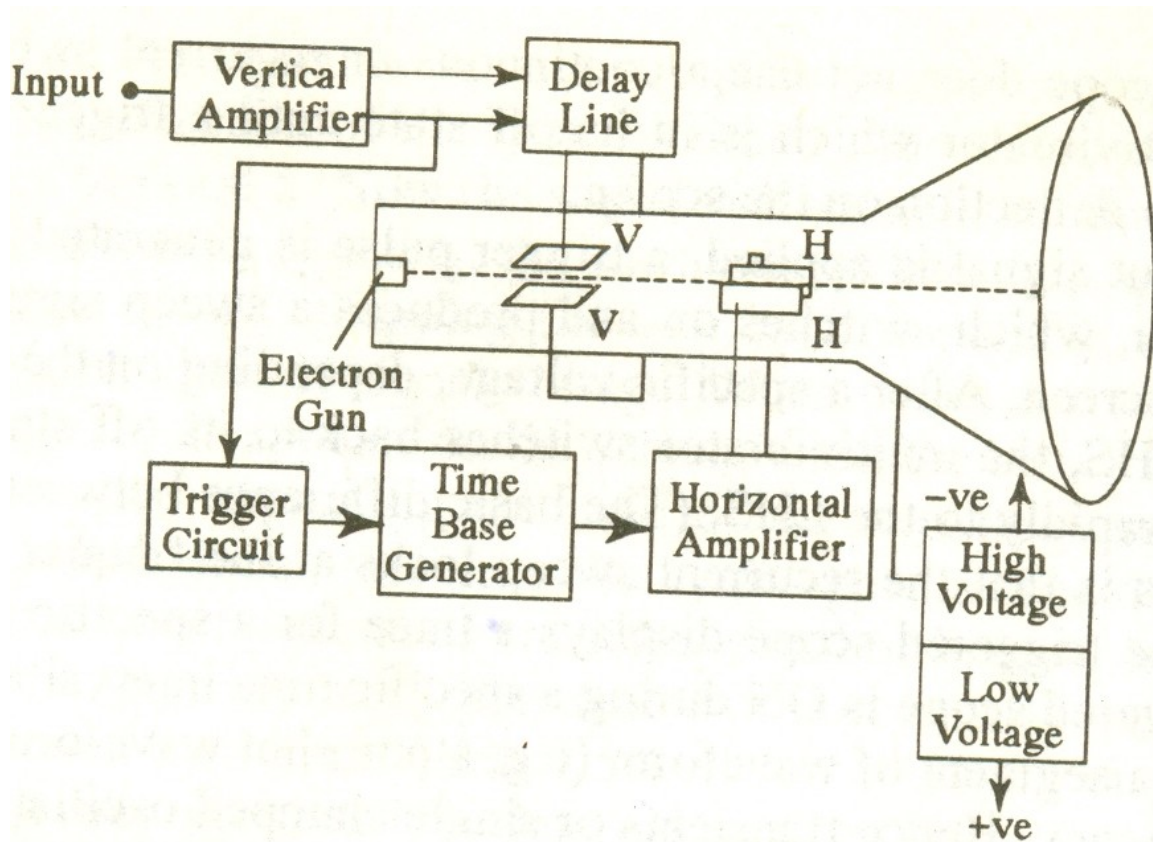 Input
Vertical
Amplifier
Delay
Line
V
V
H
H
Electron
Gun
Trigger
Circuit
Time
Base
Generator
Horizontal
Amplifier
–ve
High
Voltage
Low
Voltage
+ve